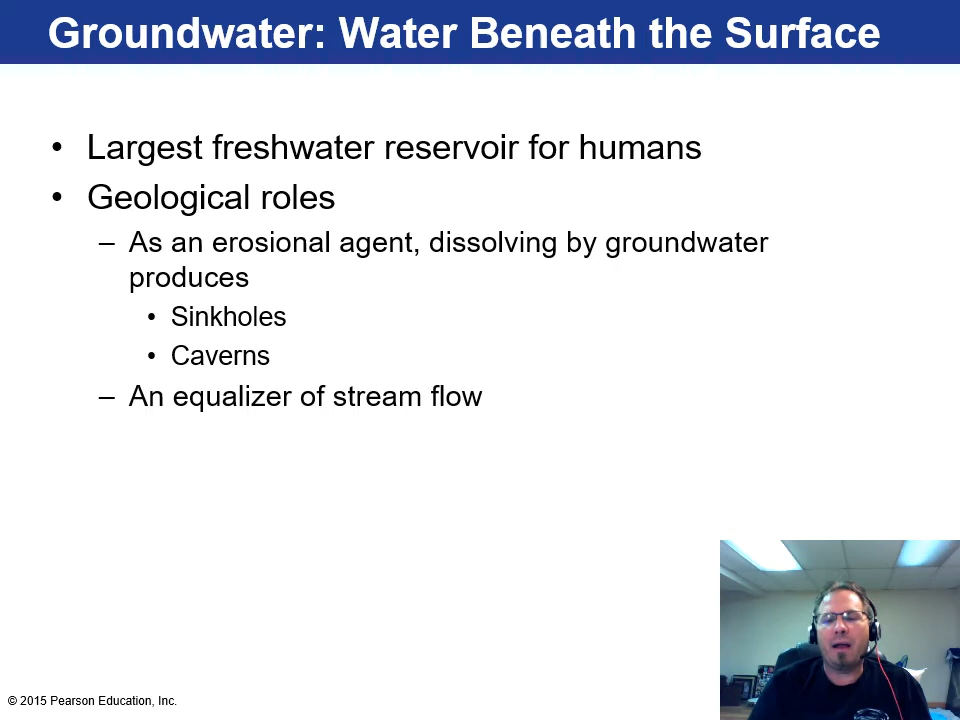 Groundwater: Water Beneath the Surface
• Largest freshwater reservoir for humans
• Geological roles
– As an erosional agent, dissolving by groundwater
produces
• Sinkholes
• Caverns
– An equalizer of stream flow
© 2015 Pearson Education, Inc.